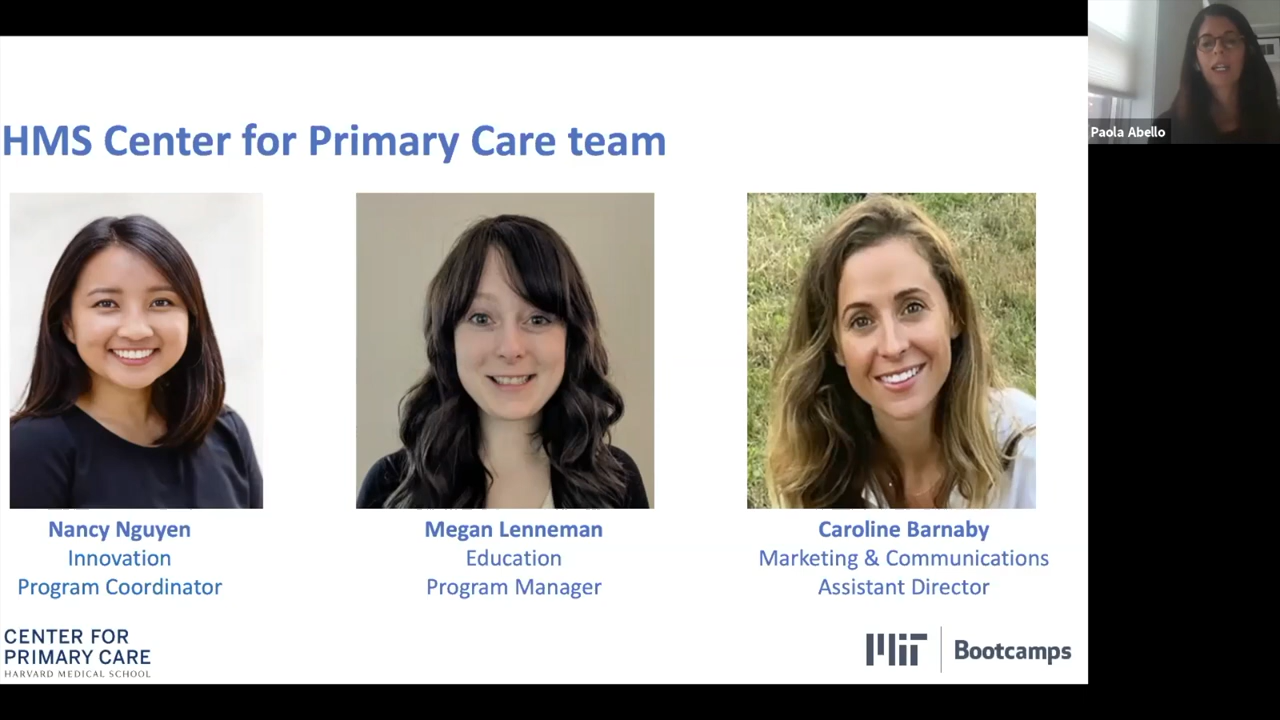 Paola Abello
HMS Center for Primary Care team
Nancy Nguyen
Innovation
Program Coordinator
Megan Lenneman
Education
Program Manager
Caroline Barnaby
Marketing & Communications
Assistant Director
CENTER FOR
PRIMARY CARE
HARVARD MEDICAL SCHOOL
MIT
Bootcamps